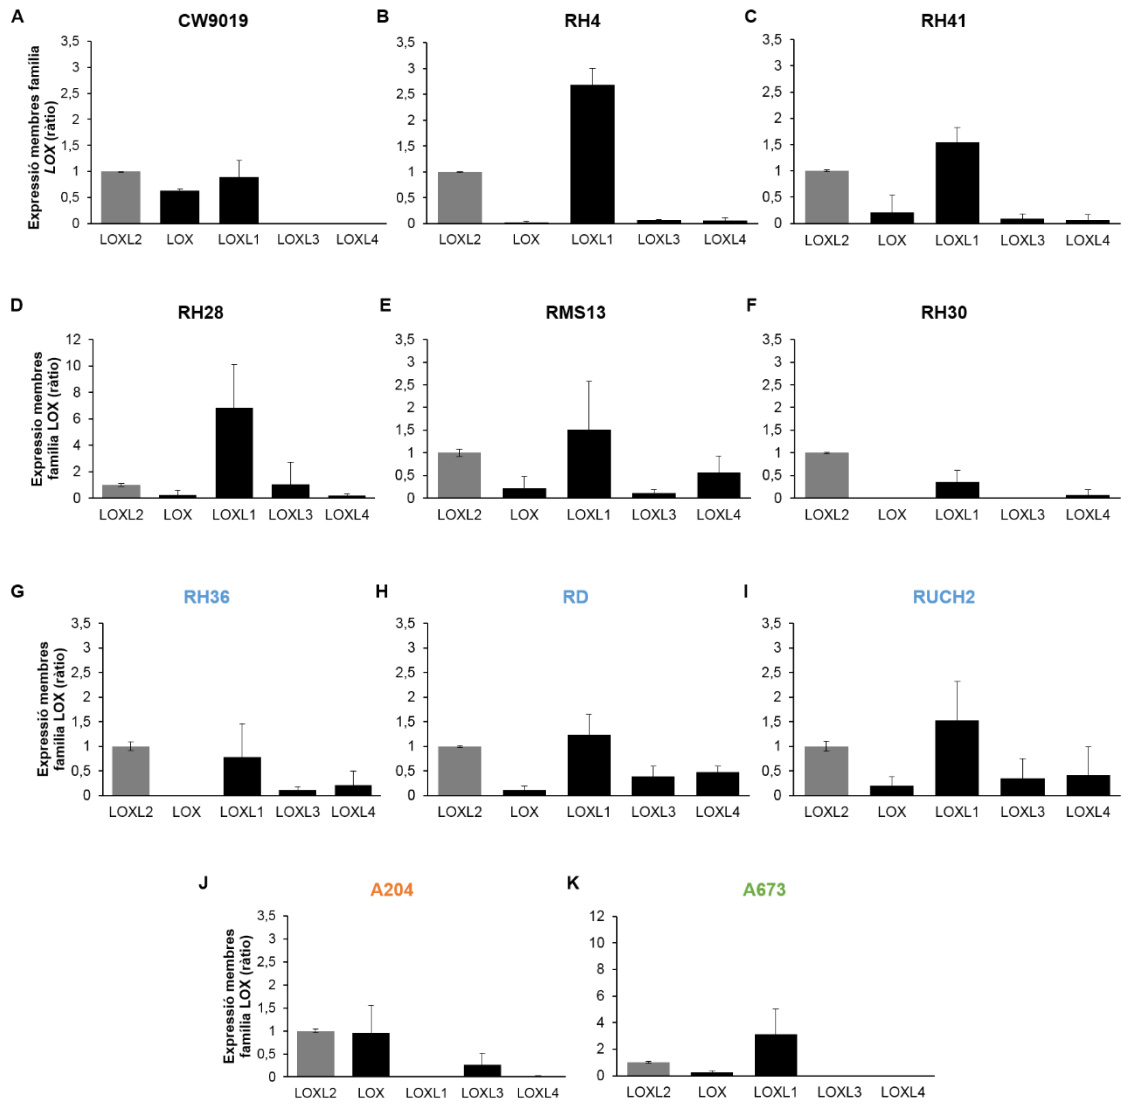 A
CW9019
Expressió membres família
LOX (ràtio)
3,5
3
2,5
2
1,5
1
0,5
0
LOXL2 LOX LOXL1 LOXL3 LOXL4
B
RH4
3,5
3
2,5
2
1,5
1
0,5
0
LOXL2 LOX LOXL1 LOXL3 LOXL4
C
RH41
3,5
3
2,5
2
1,5
1
0,5
0
LOXL2 LOX LOXL1 LOXL3 LOXL4
D
RH28
Expressio membres
familia LOX (ràtio)
12
10
8
6
4
2
0
LOXL2 LOX LOXL1 LOXL3 LOXL4
E
RMS13
3,5
3
2,5
2
1,5
1
0,5
0
LOXL2 LOX LOXL1 LOXL3 LOXL4
F
RH30
3,5
3
2,5
2
1,5
1
0,5
0
LOXL2 LOX LOXL1 LOXL3 LOXL4
G
RH36
Expressió membres
familia LOX (ràtio)
3,5
3
2,5
2
1,5
1
0,5
0
LOXL2 LOX LOXL1 LOXL3 LOXL4
H
RD
3,5
3
2,5
2
1,5
1
0,5
0
LOXL2 LOX LOXL1 LOXL3 LOXL4
I
RUCH2
3,5
3
2,5
2
1,5
1
0,5
0
LOXL2 LOX LOXL1 LOXL3 LOXL4
J
A204
Expressió membres
familia LOX (ràtio)
3,5
3
2,5
2
1,5
1
0,5
0
LOXL2 LOX LOXL1 LOXL3 LOXL4
K
A673
12
10
8
6
4
2
0
LOXL2 LOX LOXL1 LOXL3 LOXL4